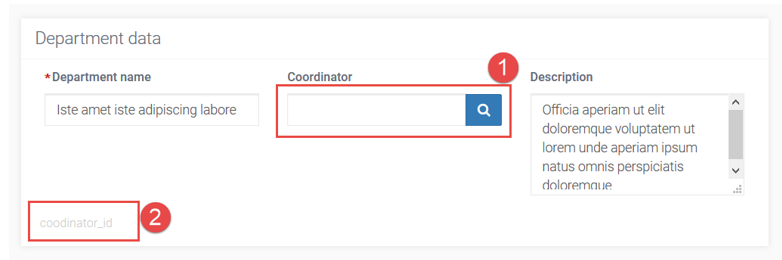 Department data
*Department name
Coordinator
1
Description
Iste amet iste adipiscing labore
Officia aperiam ut elit
doloremque voluptatem ut
lorem unde aperiam ipsum
natus omnis perspiciatis
doloremque
coodinator_id
2